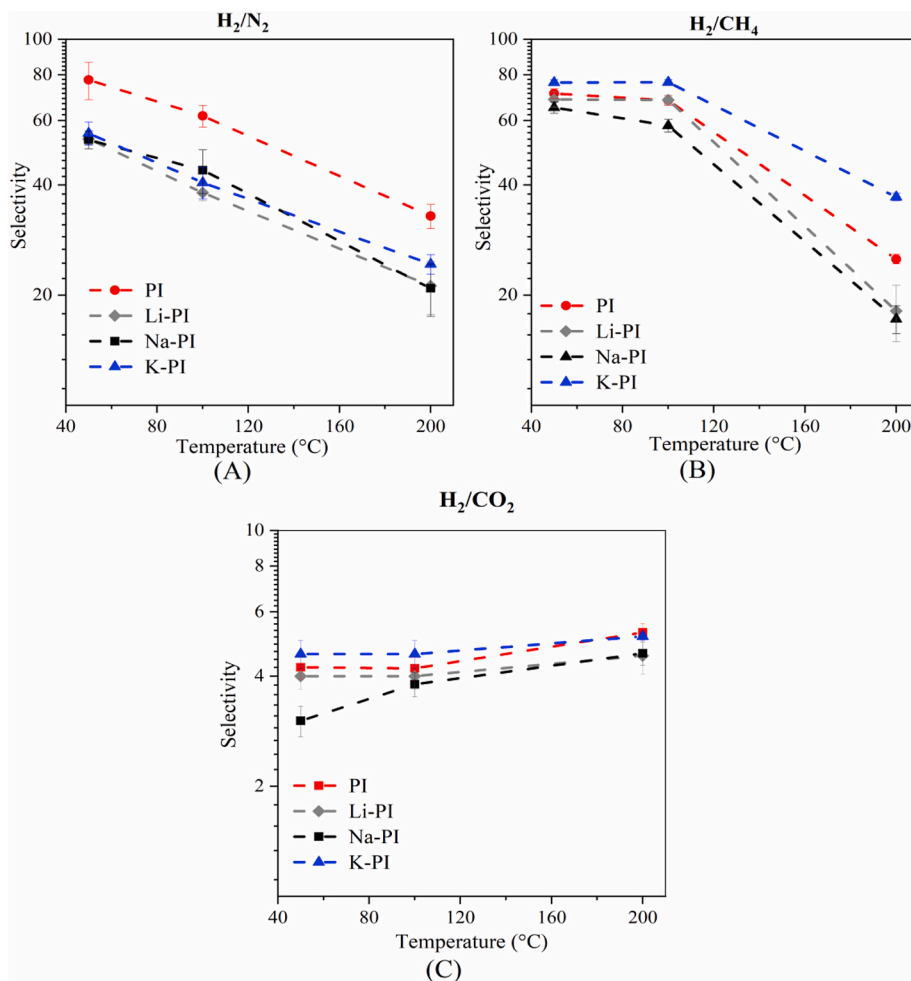 H₂/N₂
100
80
60
40
20
Selectivity
PI
Li-PI
Na-PI
K-PI
40 80 120 160 200
Temperature (°C)
(A)
H₂/CH₄
100
80
60
40
20
Selectivity
PI
Li-PI
Na-PI
K-PI
40 80 120 160 200
Temperature (°C)
(B)
H₂/CO₂
10
8
6
4
2
Selectivity
PI
Li-PI
Na-PI
K-PI
40 80 120 160 200
Temperature (°C)
(C)